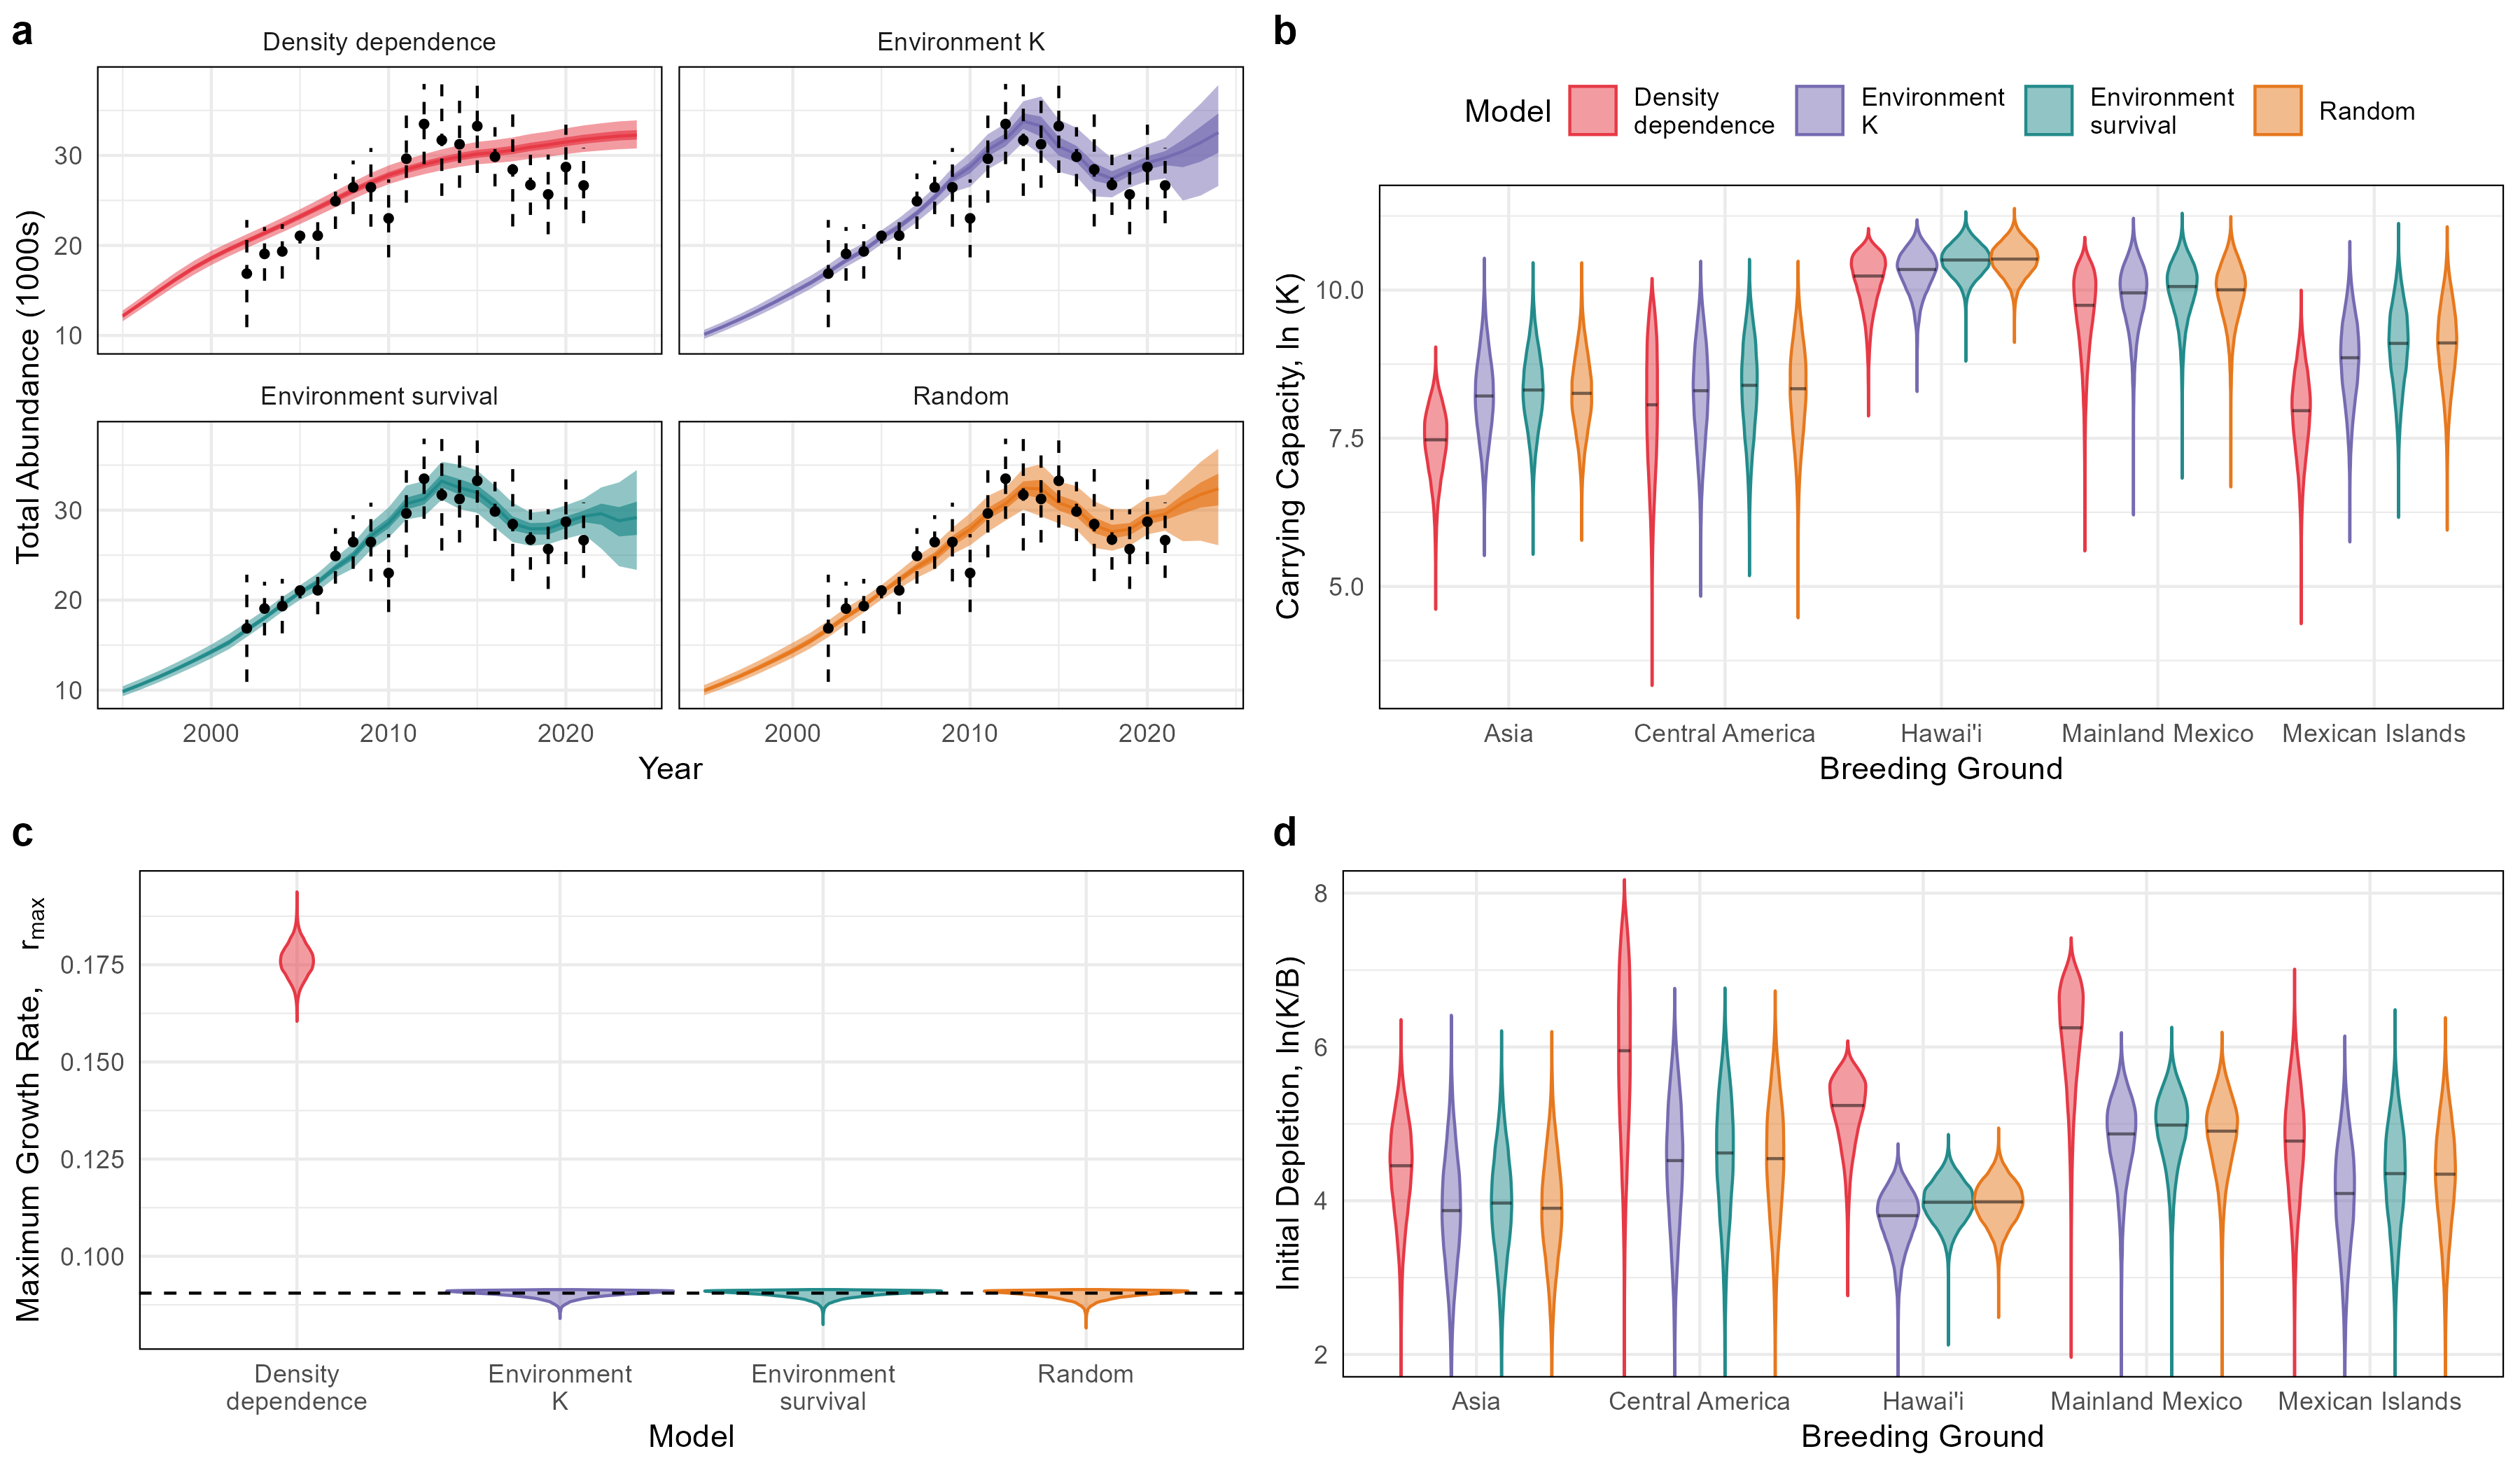 a
Density dependence
Environment K
30
20
10
Environment survival
Random
30
20
10
2000 2010 2020
2000 2010 2020
Total Abundance (1000s)
Year
b
Model
Density
dependence
Environment
K
Environment
survival
Random
10.0
7.5
5.0
Carrying Capacity, ln (K)
Asia
Central America
Hawai'i
Mainland Mexico
Mexican Islands
Breeding Ground
c
0.175
0.150
0.125
0.100
Maximum Growth Rate, rmax
Density
dependence
Environment
K
Environment
survival
Random
Model
d
8
6
4
2
Initial Depletion, ln(K/B)
Asia
Central America
Hawai'i
Mainland Mexico
Mexican Islands
Breeding Ground